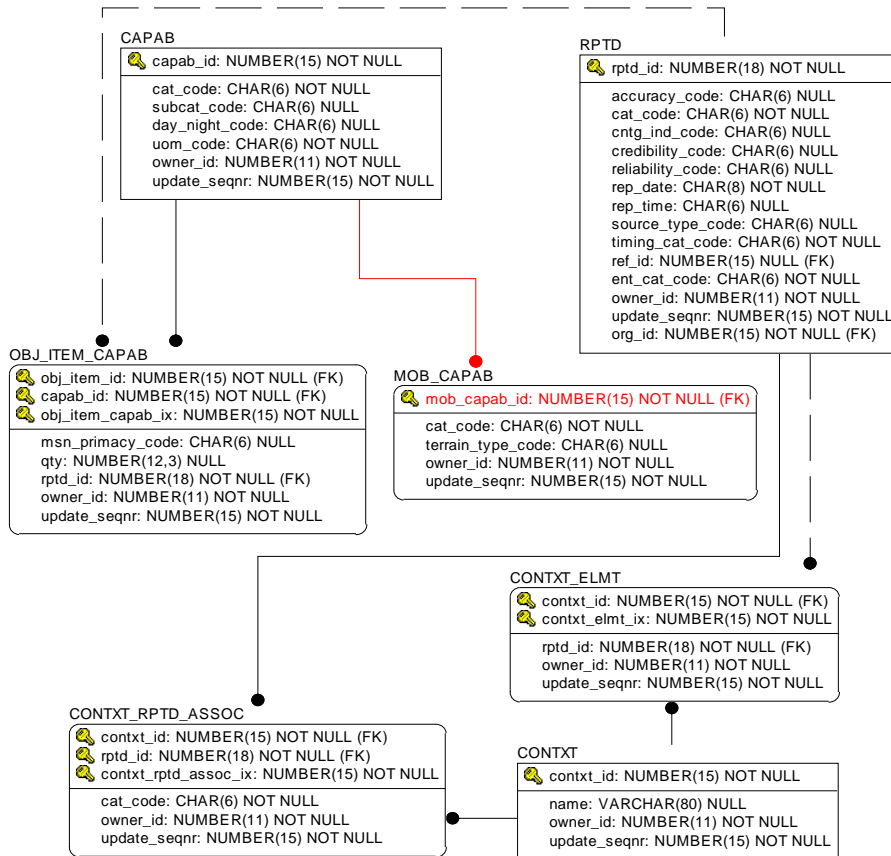 CAPAB
capab_id: NUMBER(15) NOT NULL
cat_code: CHAR(6) NOT NULL
subcat_code: CHAR(6) NULL
day_night_code: CHAR(6) NULL
uom_code: CHAR(6) NOT NULL
owner_id: NUMBER(11) NOT NULL
update_seqnr: NUMBER(15) NOT NULL
RPTD
rptd_id: NUMBER(18) NOT NULL
accuracy_code: CHAR(6) NULL
cat_code: CHAR(6) NOT NULL
cntg_ind_code: CHAR(6) NULL
credibility_code: CHAR(6) NULL
reliability_code: CHAR(6) NULL
rep_date: CHAR(8) NOT NULL
rep_time: CHAR(6) NULL
source_type_code: CHAR(6) NULL
timing_cat_code: CHAR(6) NOT NULL
ref_id: NUMBER(15) NULL (FK)
ent_cat_code: CHAR(6) NOT NULL
owner_id: NUMBER(11) NOT NULL
update_seqnr: NUMBER(15) NOT NULL
org_id: NUMBER(15) NOT NULL (FK)
OBJ_ITEM_CAPAB
obj_item_id: NUMBER(15) NOT NULL (FK)
capab_id: NUMBER(15) NOT NULL (FK)
obj_item_capab_ix: NUMBER(15) NOT NULL
msn_primacy_code: CHAR(6) NULL
qty: NUMBER(12,3) NULL
rptd_id: NUMBER(18) NOT NULL (FK)
owner_id: NUMBER(11) NOT NULL
update_seqnr: NUMBER(15) NOT NULL
MOB_CAPAB
mob_capab_id: NUMBER(15) NOT NULL (FK)
cat_code: CHAR(6) NOT NULL
terrain_type_code: CHAR(6) NULL
owner_id: NUMBER(11) NOT NULL
update_seqnr: NUMBER(15) NOT NULL
CONTXT_ELMT
contxt_id: NUMBER(15) NOT NULL (FK)
contxt_elmt_ix: NUMBER(15) NOT NULL
rptd_id: NUMBER(18) NOT NULL (FK)
owner_id: NUMBER(11) NOT NULL
update_seqnr: NUMBER(15) NOT NULL
CONTXT_RPTD_ASSOC
contxt_id: NUMBER(15) NOT NULL (FK)
rptd_id: NUMBER(18) NOT NULL (FK)
contxt_rptd_assoc_ix: NUMBER(15) NOT NULL
cat_code: CHAR(6) NOT NULL
owner_id: NUMBER(11) NOT NULL
update_seqnr: NUMBER(15) NOT NULL
CONTXT
contxt_id: NUMBER(15) NOT NULL
name: VARCHAR(80) NULL
owner_id: NUMBER(11) NOT NULL
update_seqnr: NUMBER(15) NOT NULL